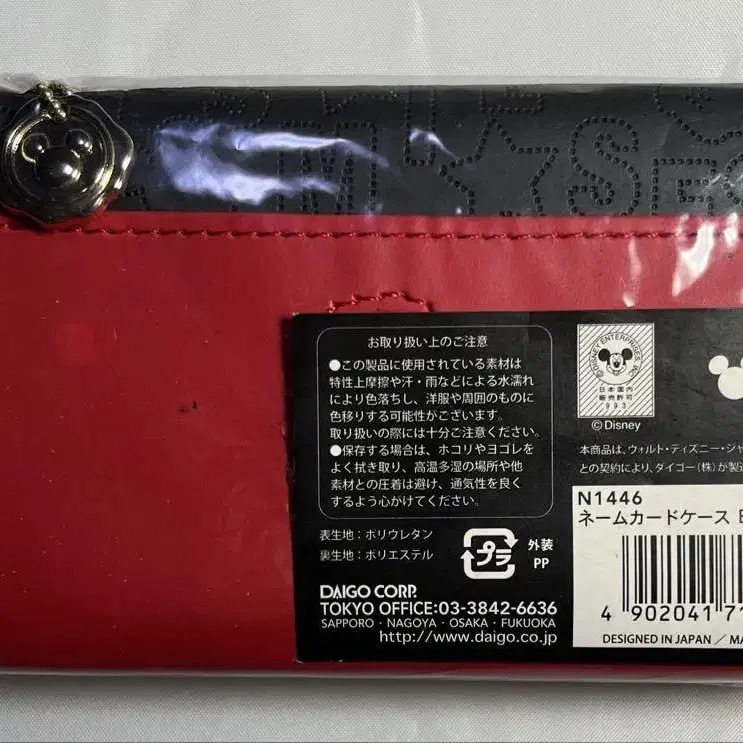 お取り扱い上のご注意
●この製品に使用されている素材は
特性上摩擦や汗・雨などによる水濡れ
により色落ちし、洋服や周囲のものに
色移りする可能性がございます。
取り扱いの際には十分ご注意ください。
●保存する場合は、ホコリやヨゴレを
よく拭き取り、高温多湿の場所や他
素材との圧着は避け、通気性を良く
するよう心がけてください。
表生地：ポリウレタン
裏生地：ポリエステル
プラ
外装
PP
DAIGO CORP.
TOKYO OFFICE:03-3842-6636
SAPPORO・NAGOYA・OSAKA・FUKUOKA
http://www.daigo.co.jp
©DISNEY ENTERPRISES, INC.
日本国内
販売許可
993
©Disney
本商品は、ウォルト・ディズニー・ジャ
との契約により、ダイゴー(株)が製造
N1446
ネームカードケース
4 902041 71
DESIGNED IN JAPAN / MA